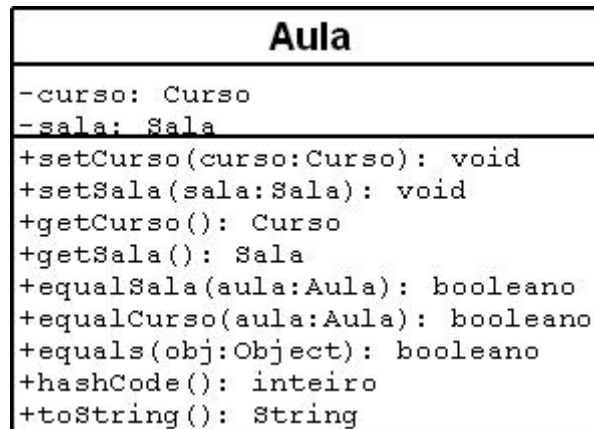 Aula
-curso: Curso
-sala: Sala
+setCurso(curso:Curso): void
+setSala(sala:Sala): void
+getCurso(): Curso
+getSala(): Sala
+equalSala(aula:Aula): booleano
+equalCurso(aula:Aula): booleano
+equals(obj:Object): booleano
+hashCode(): inteiro
+toString(): String